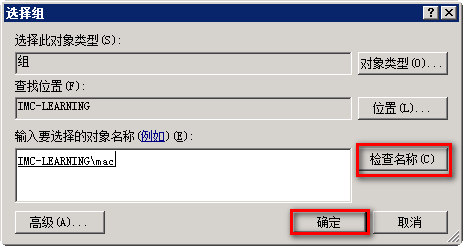 选择组
选择此对象类型(S):
组
对象类型(O)...
查找位置(F):
IMC-LEARNING
位置(L)...
输入要选择的对象名称(例如)(E):
IMC-LEARNING\mac
检查名称(C)
高级(A)...
确定
取消